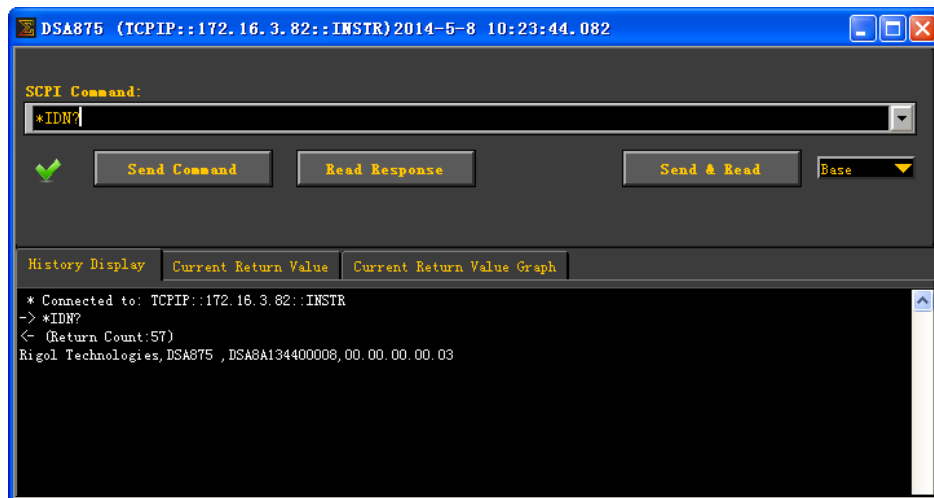 DSA875 (TCPIP::172.16.3.82::INSTR)2014-5-8 10:23:44.082
SCPI Command:
*IDN?
Send Command Read Response Send & Read Base
History Display Current Return Value Current Return Value Graph
* Connected to: TCPIP::172.16.3.82::INSTR
-> *IDN?
<- (Return Count:57)
Rigol Technologies,DSA875 ,DSA8A134400008,00.00.00.00.03